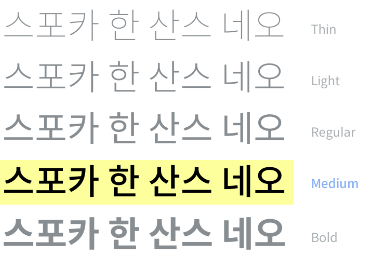 스포카 한 산스 네오 Thin
스포카 한 산스 네오 Light
스포카 한 산스 네오 Regular
스포카 한 산스 네오 Medium
스포카 한 산스 네오 Bold